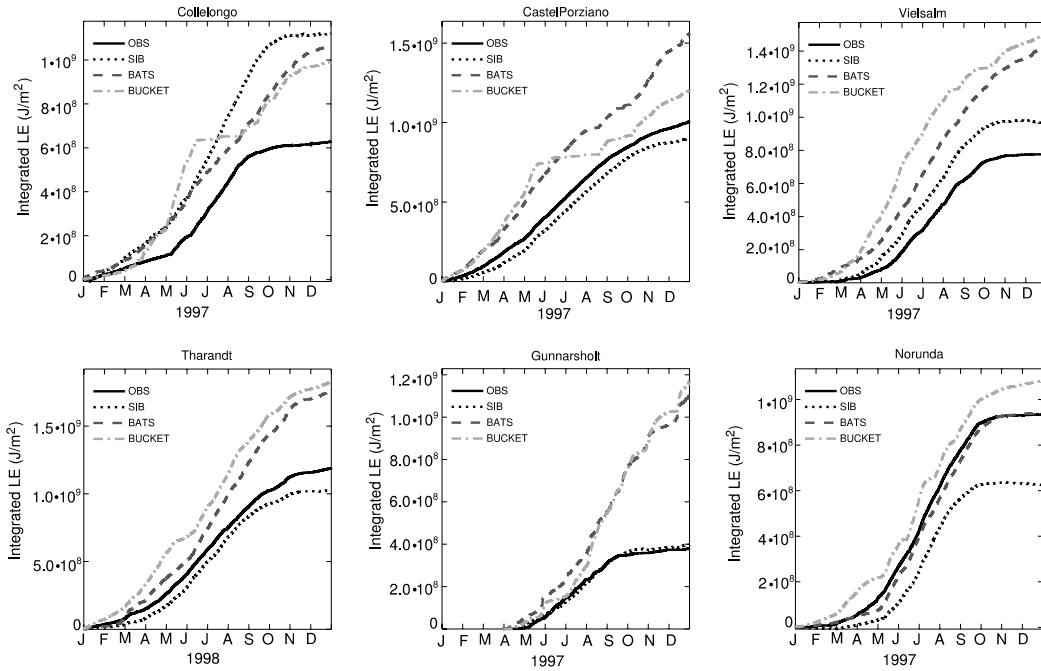 Collelongo
OBS
SIB
BATS
BUCKET
Integrated LE (J/m²)
1•10⁹
8•10⁸
6•10⁸
4•10⁸
2•10⁸
0
J F M A M J J A S O N D
1997
CastelPorziano
OBS
SIB
BATS
BUCKET
Integrated LE (J/m²)
1.5•10⁹
1.0•10⁹
5.0•10⁸
0
J F M A M J J A S O N D
1997
Vielsalm
OBS
SIB
BATS
BUCKET
Integrated LE (J/m²)
1.4•10⁹
1.2•10⁹
1.0•10⁹
8.0•10⁸
6.0•10⁸
4.0•10⁸
2.0•10⁸
0
J F M A M J J A S O N D
1997
Tharandt
OBS
SIB
BATS
BUCKET
Integrated LE (J/m²)
1.5•10⁹
1.0•10⁹
5.0•10⁸
0
J F M A M J J A S O N D
1998
Gunnarsholt
OBS
SIB
BATS
BUCKET
Integrated LE (J/m²)
1.2•10⁹
1.0•10⁹
8.0•10⁸
6.0•10⁸
4.0•10⁸
2.0•10⁸
0
J F M A M J J A S O N D
1997
Norunda
OBS
SIB
BATS
BUCKET
Integrated LE (J/m²)
1•10⁹
8•10⁸
6•10⁸
4•10⁸
2•10⁸
0
J F M A M J J A S O N D
1997